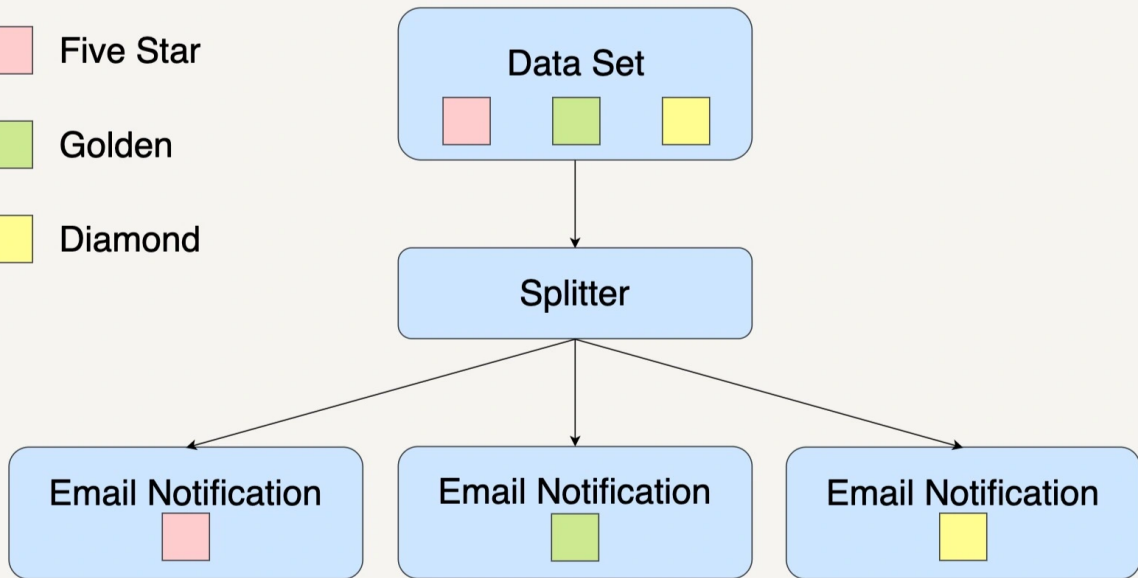 Five Star
Golden
Diamond
Data Set
Splitter
Email Notification
Email Notification
Email Notification